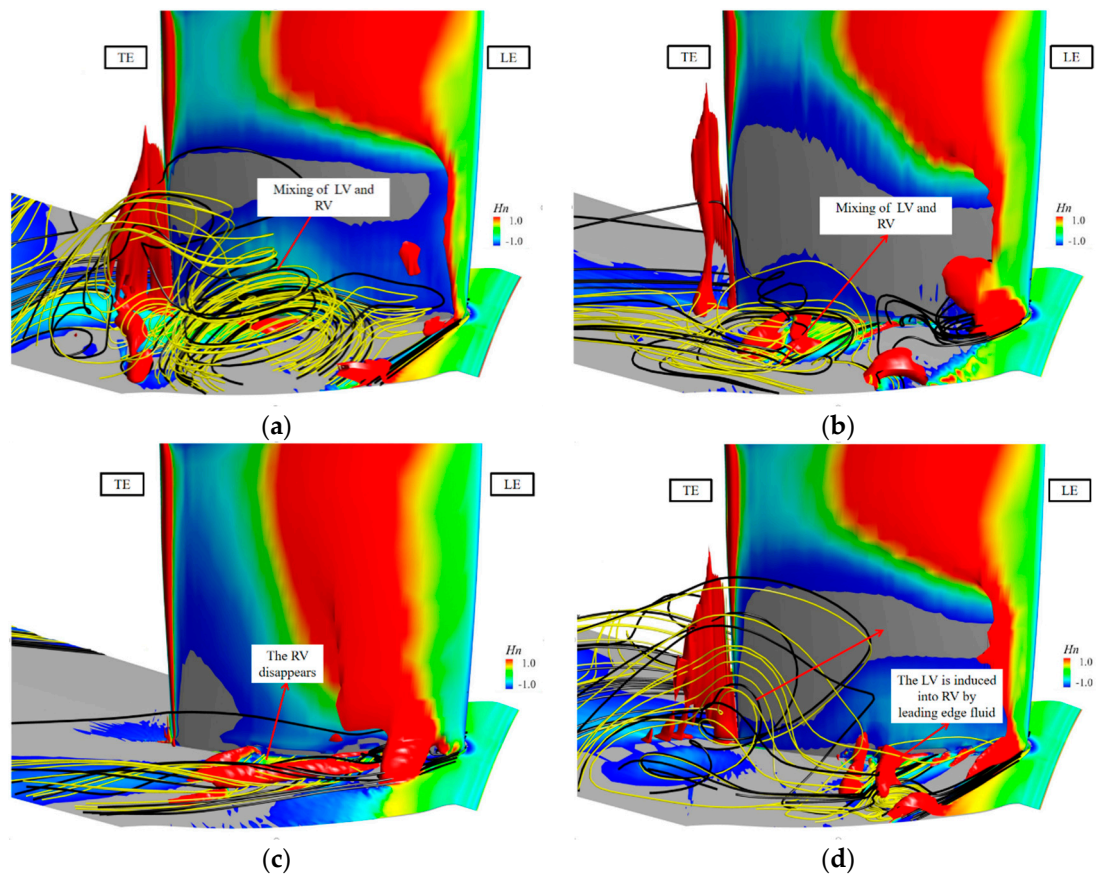 TE
LE
Mixing of LV and
RV
Hn
1.0
-1.0
(a)
TE
LE
Mixing of LV and
RV
Hn
1.0
-1.0
(b)
TE
LE
The RV
disappears
Hn
1.0
-1.0
(c)
TE
LE
The LV is induced
into RV by
leading edge fluid
Hn
1.0
-1.0
(d)